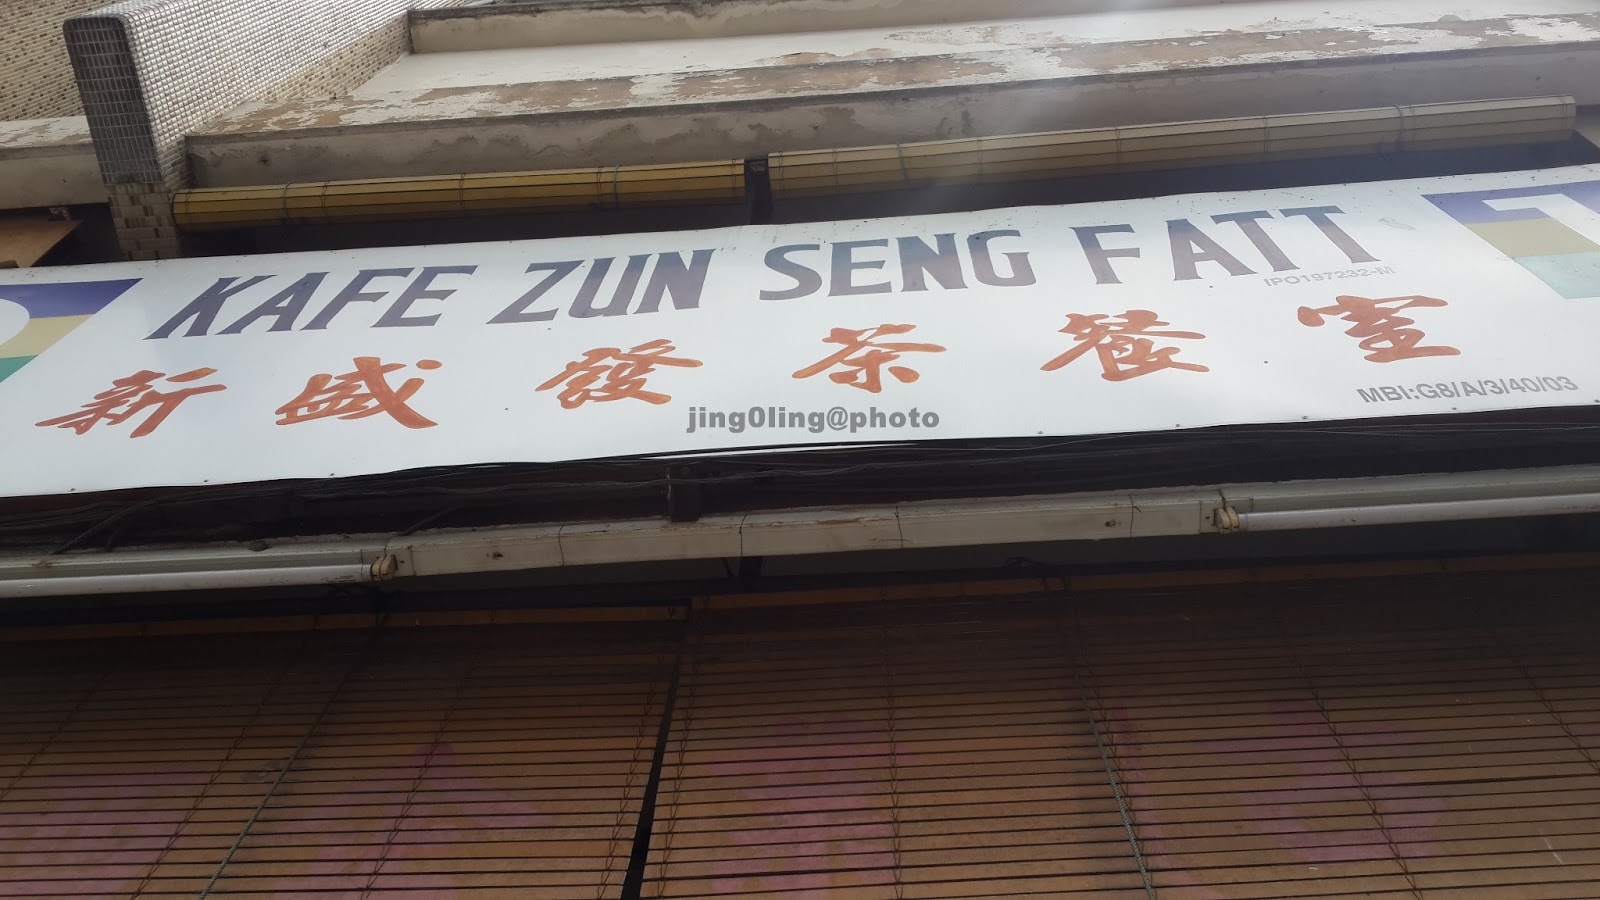 KAFE ZUN SENG FATT
IPO197232-M
新盛發茶餐室
MBI:G8/A/3/40/03
jing0ling@photo